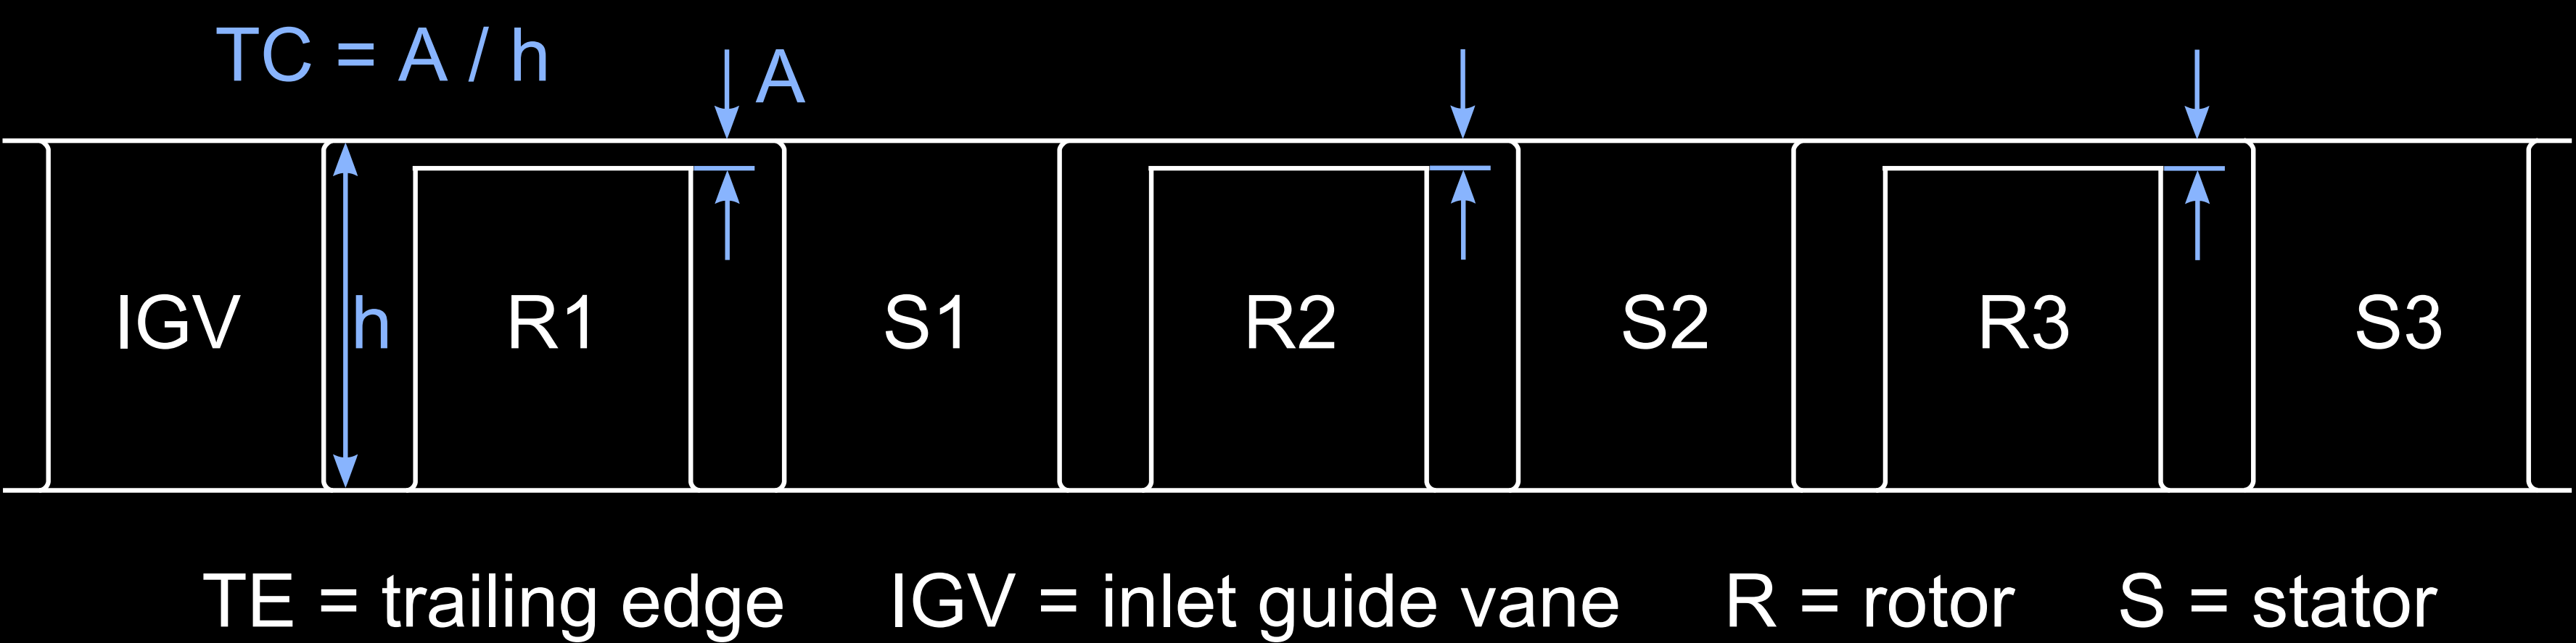 TC = A / h
A
IGV h R1 S1 R2 S2 R3 S3
TE = trailing edge IGV = inlet guide vane R = rotor S = stator